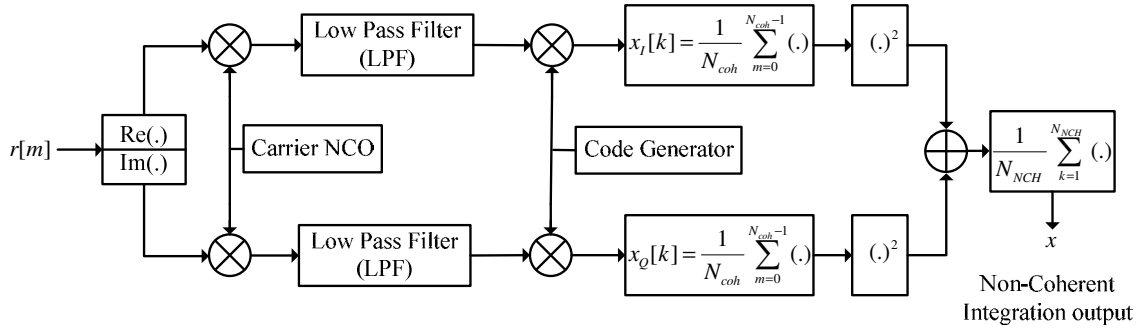 r[m]
Re(.)
Im(.)
Low Pass Filter
(LPF)
Carrier NCO
Low Pass Filter
(LPF)
Code Generator
x_I[k] = \frac{1}{N_{coh}} \sum_{m=0}^{N_{coh}-1} (.)
(.)^2
x_Q[k] = \frac{1}{N_{coh}} \sum_{m=0}^{N_{coh}-1} (.)
(.)^2
\frac{1}{N_{NCH}} \sum_{k=1}^{N_{NCH}} (.)
x
Non-Coherent
Integration output